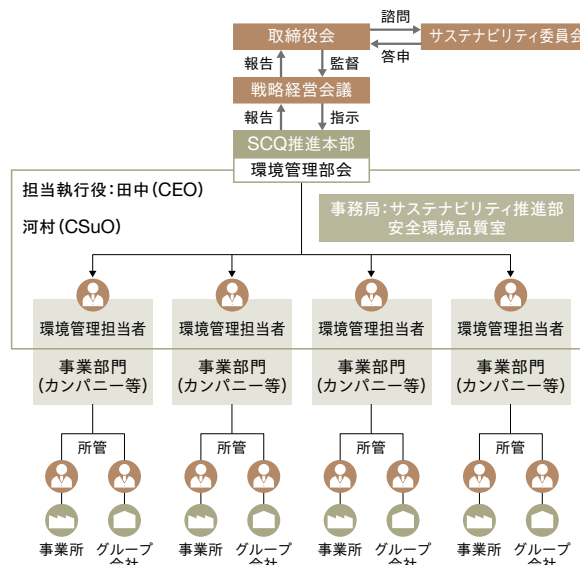 諮問
取締役会
サステナビリティ委員会
答申
報告
監督
戦略経営会議
報告
指示
SCQ推進本部
環境管理部会
担当執行役:田中(CEO)
河村(CSuO)
事務局:サステナビリティ推進部
安全環境品質室
環境管理担当者
環境管理担当者
環境管理担当者
環境管理担当者
事業部門
(カンパニー等)
事業部門
(カンパニー等)
事業部門
(カンパニー等)
事業部門
(カンパニー等)
所管
所管
所管
所管
事業所
グループ
会社
事業所
グループ
会社
事業所
グループ
会社
事業所
グループ
会社